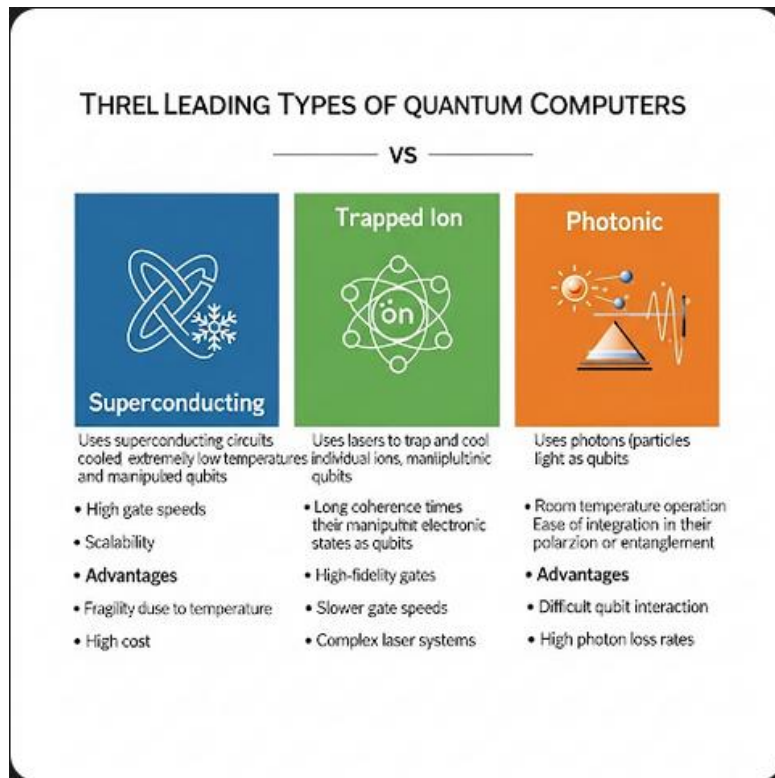 THREL LEADING TYPES OF QUANTUM COMPUTERS
VS
Superconducting
Uses superconducting circuits
cooled, extremely low temperatures
and manipulzed qubits
• High gate speeds
• Scalability
• Advantages
• Fragility duse to temperature
• High cost
Trapped Ion
ön
Uses lasers to trap and cool
individual ions,
qubits
• Long coherence times
their electronic
states as qubits
• High-fidelity gates
• Slower gate speeds
• Complex laser systems
Photonic
Uses photons (particles
light as qubits
• Room temperature operation
Ease of integration in their
polarzion or entanglement
• Advantages
• Difficult qubit interaction
• High photon loss rates